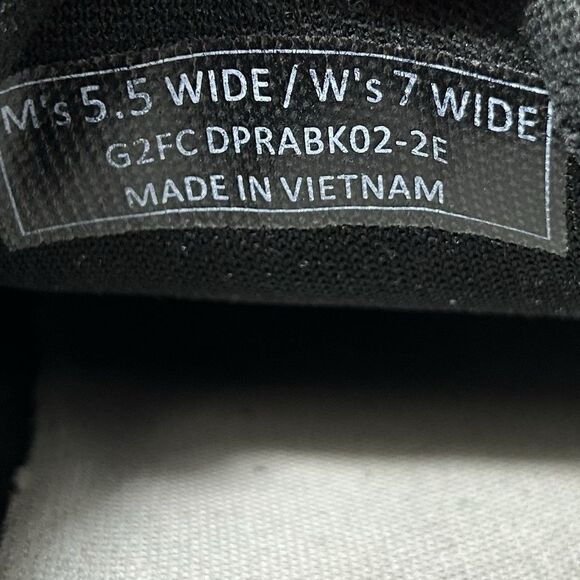 M's 5.5 WIDE / W's 7 WIDE
G2FC DPRABK02-2E
MADE IN VIETNAM